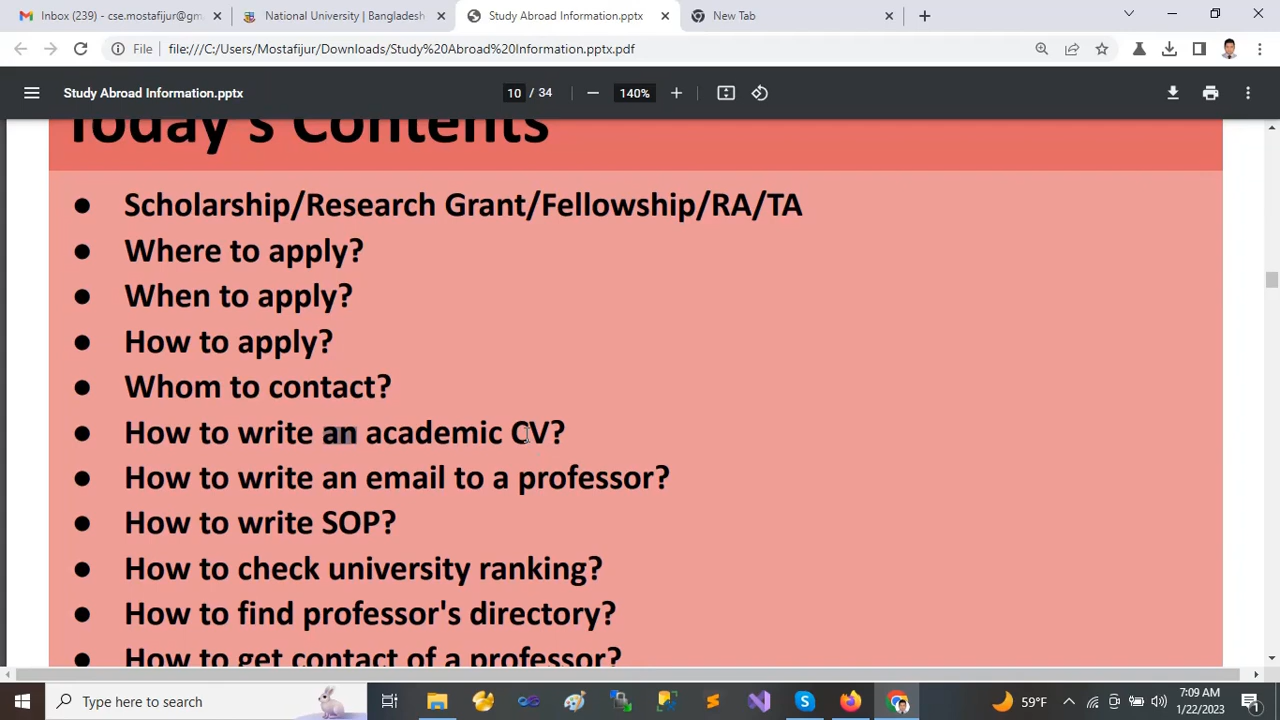 Inbox (239) - cse.mostafijur@gm
National University | Bangladesh
Study Abroad Information.pptx
New Tab
File
file:///C:/Users/Mostafijur/Downloads/Study%20Abroad%20Information.pptx.pdf
Study Abroad Information.pptx
10 / 34
140%
Today's Contents
● Scholarship/Research Grant/Fellowship/RA/TA
● Where to apply?
● When to apply?
● How to apply?
● Whom to contact?
● How to write an academic CV?
● How to write an email to a professor?
● How to write SOP?
● How to check university ranking?
● How to find professor's directory?
● How to get contact of a professor?
Type here to search
59°F
7:09 AM
1/22/2023